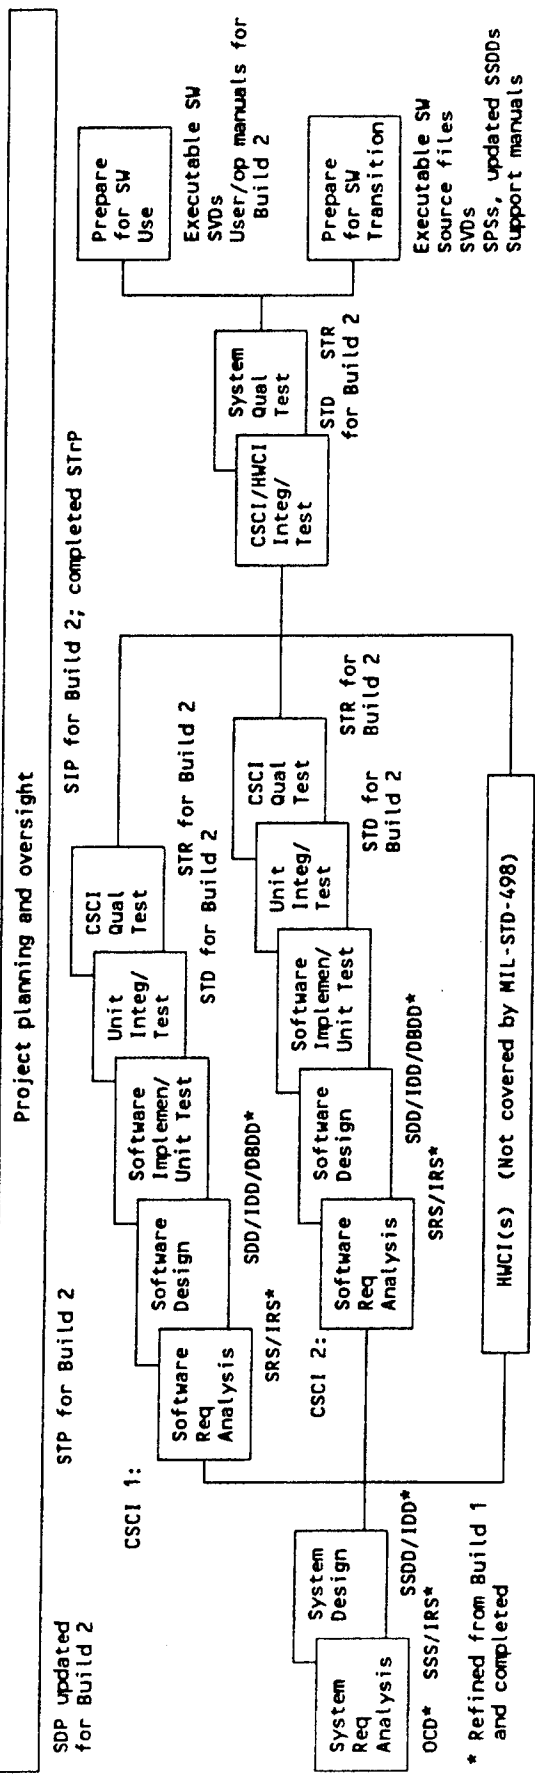 Project planning and oversight
SDP updated
for Build 2
STP for Build 2
SIP for Build 2; completed STrP
System
Req
Analysis
System
Design
OCD* SSS/IRS*
SSDD/IDD*
* Refined from Build 1
and completed
CSCI 1:
Software
Req
Analysis
Software
Design
Software
Implemen/
Unit Test
Unit
Integ/
Test
CSCI
Qual
Test
SRS/IRS*
SDD/IDD/DBDD*
STD for Build 2
STR for Build 2
CSCI 2:
Software
Req
Analysis
Software
Design
Software
Implemen/
Unit Test
Unit
Integ/
Test
CSCI
Qual
Test
SRS/IRS*
SDD/IDD/DBDD*
STD for
Build 2
STR for
Build 2
HWCI(s) (Not covered by MIL-STD-498)
CSCI/HWCI
Integ/
Test
System
Qual
Test
STD STR
for Build 2
Prepare
for SW
Use
Executable SW
SVDs
User/op manuals for
Build 2
Prepare
for SW
Transition
Executable SW
Source files
SVDs
SPSs, updated SSDDs
Support manuals